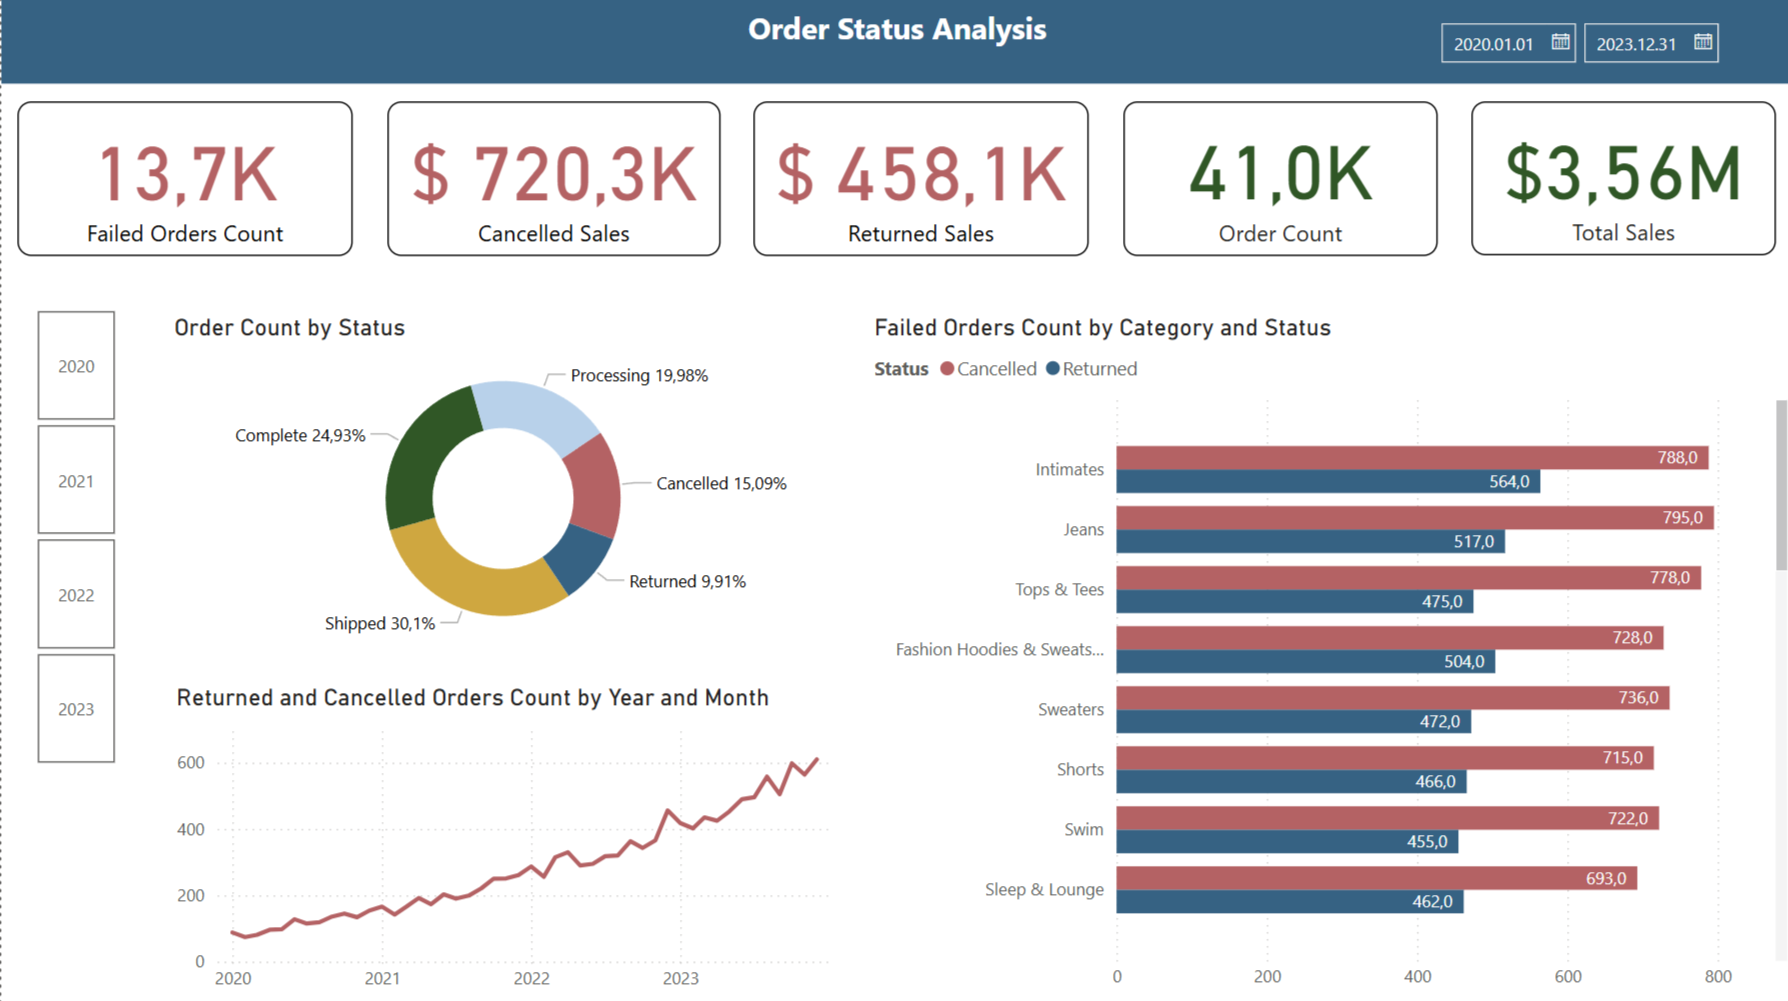 Order Status Analysis
2020.01.01
2023.12.31
13,7K
Failed Orders Count
$ 720,3K
Cancelled Sales
$ 458,1K
Returned Sales
41,0K
Order Count
$3,56M
Total Sales
2020
2021
2022
2023
Order Count by Status
Processing 19,98%
Complete 24,93%
Cancelled 15,09%
Returned 9,91%
Shipped 30,1%
Returned and Cancelled Orders Count by Year and Month
600
400
200
0
2020 2021 2022 2023
Failed Orders Count by Category and Status
Status Cancelled Returned
Intimates
788,0
564,0
Jeans
795,0
517,0
Tops & Tees
778,0
475,0
Fashion Hoodies & Sweats...
728,0
504,0
Sweaters
736,0
472,0
Shorts
715,0
466,0
Swim
722,0
455,0
Sleep & Lounge
693,0
462,0
0 200 400 600 800